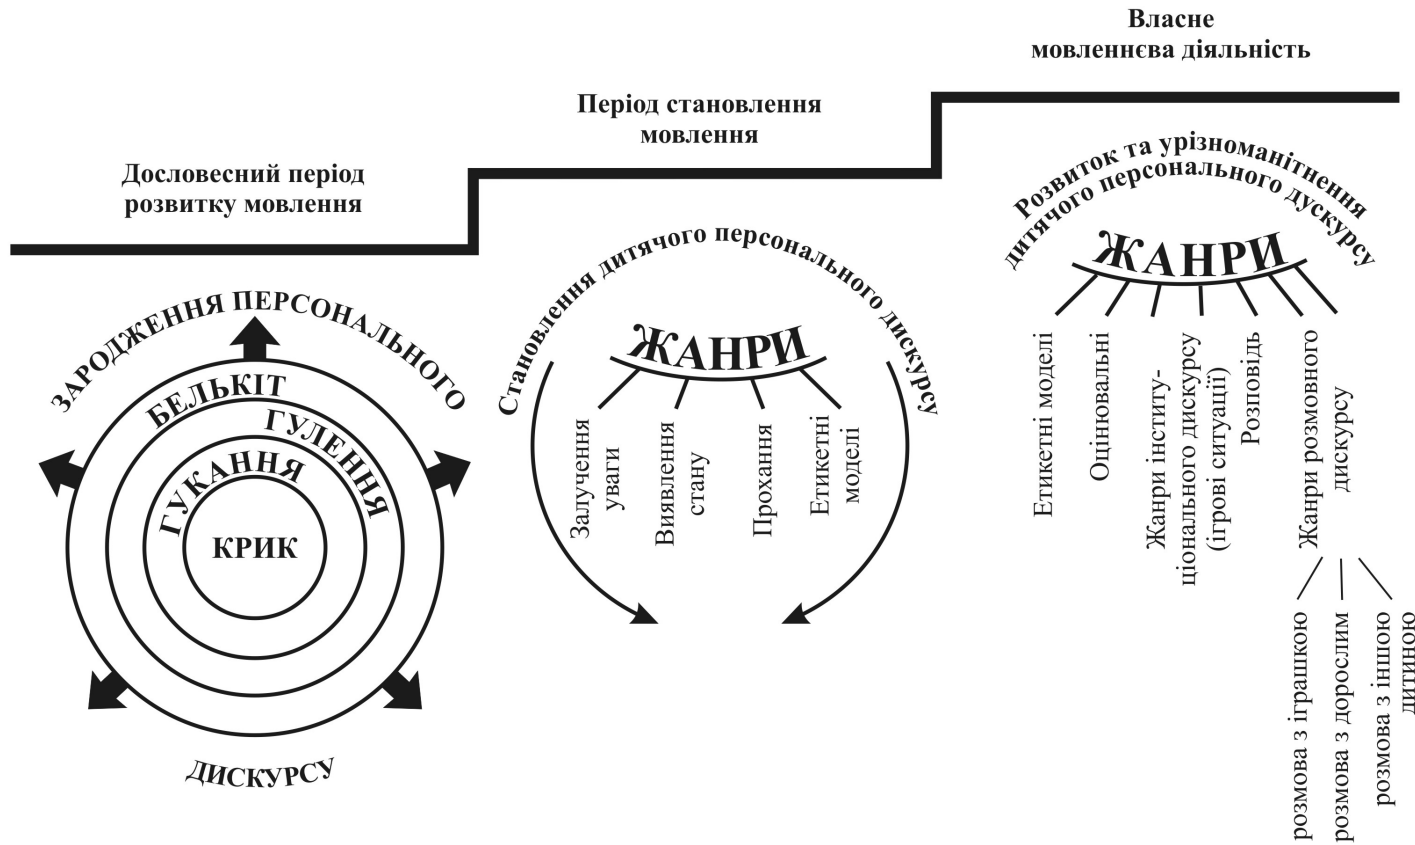 Дословесний період
розвитку мовлення
ЗАРОДЖЕННЯ ПЕРСОНАЛЬНОГО
БЕЛЬКІТ
ГУЛЕННЯ
ГУКАННЯ
КРИК
ДИСКУРСУ
Період становлення
мовлення
Становлення дитячого персонального дискурсу
ЖАНРИ
Залучення
уваги
Виявлення
стану
Прохання
Етикетні
моделі
Власне
мовленнєва діяльність
Розвиток та урізноманітнення
дитячого персонального дускурсу
ЖАНРИ
Етикетні моделі
Оцінювальні
Жанри інститу-
ціонального дискурсу
(ігрові ситуації)
Розповідь
Жанри розмовного
дискурсу
розмова з іграшкою
розмова з дорослим
розмова з іншою
дитиною